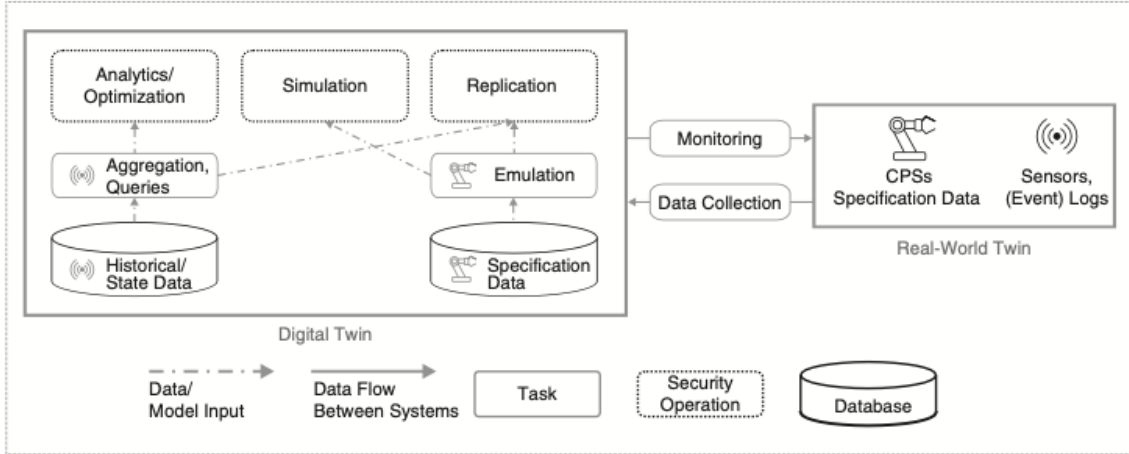 Analytics/
Optimization
Simulation
Replication
Aggregation,
Queries
Emulation
Historical/
State Data
Specification
Data
Digital Twin
Monitoring
Data Collection
CPSs
Specification Data
Sensors,
(Event) Logs
Real-World Twin
Data/
Model Input
Data Flow
Between Systems
Task
Security
Operation
Database